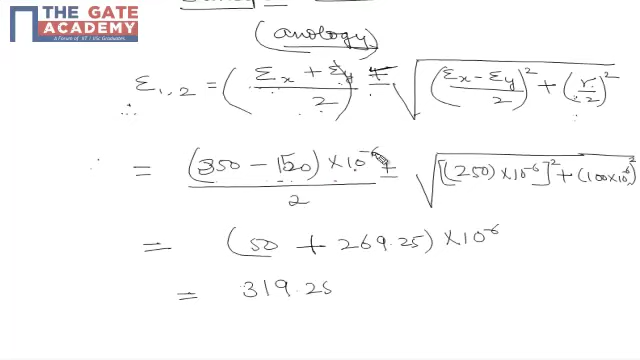 THE GATE
ACADEMY
A Forum of IIT / IISc Graduates
(anology)
∴ ε₁,₂ = (εx + εy / 2) ± √((εx − εy / 2)² + (γ/2)²)
∴ = (350 − 150) × 10⁻⁶ / 2 ± √([(250) × 10⁻⁶]² + (100×10⁻⁶)²)
= (50 + 269.25) × 10⁻⁶
= 319.25